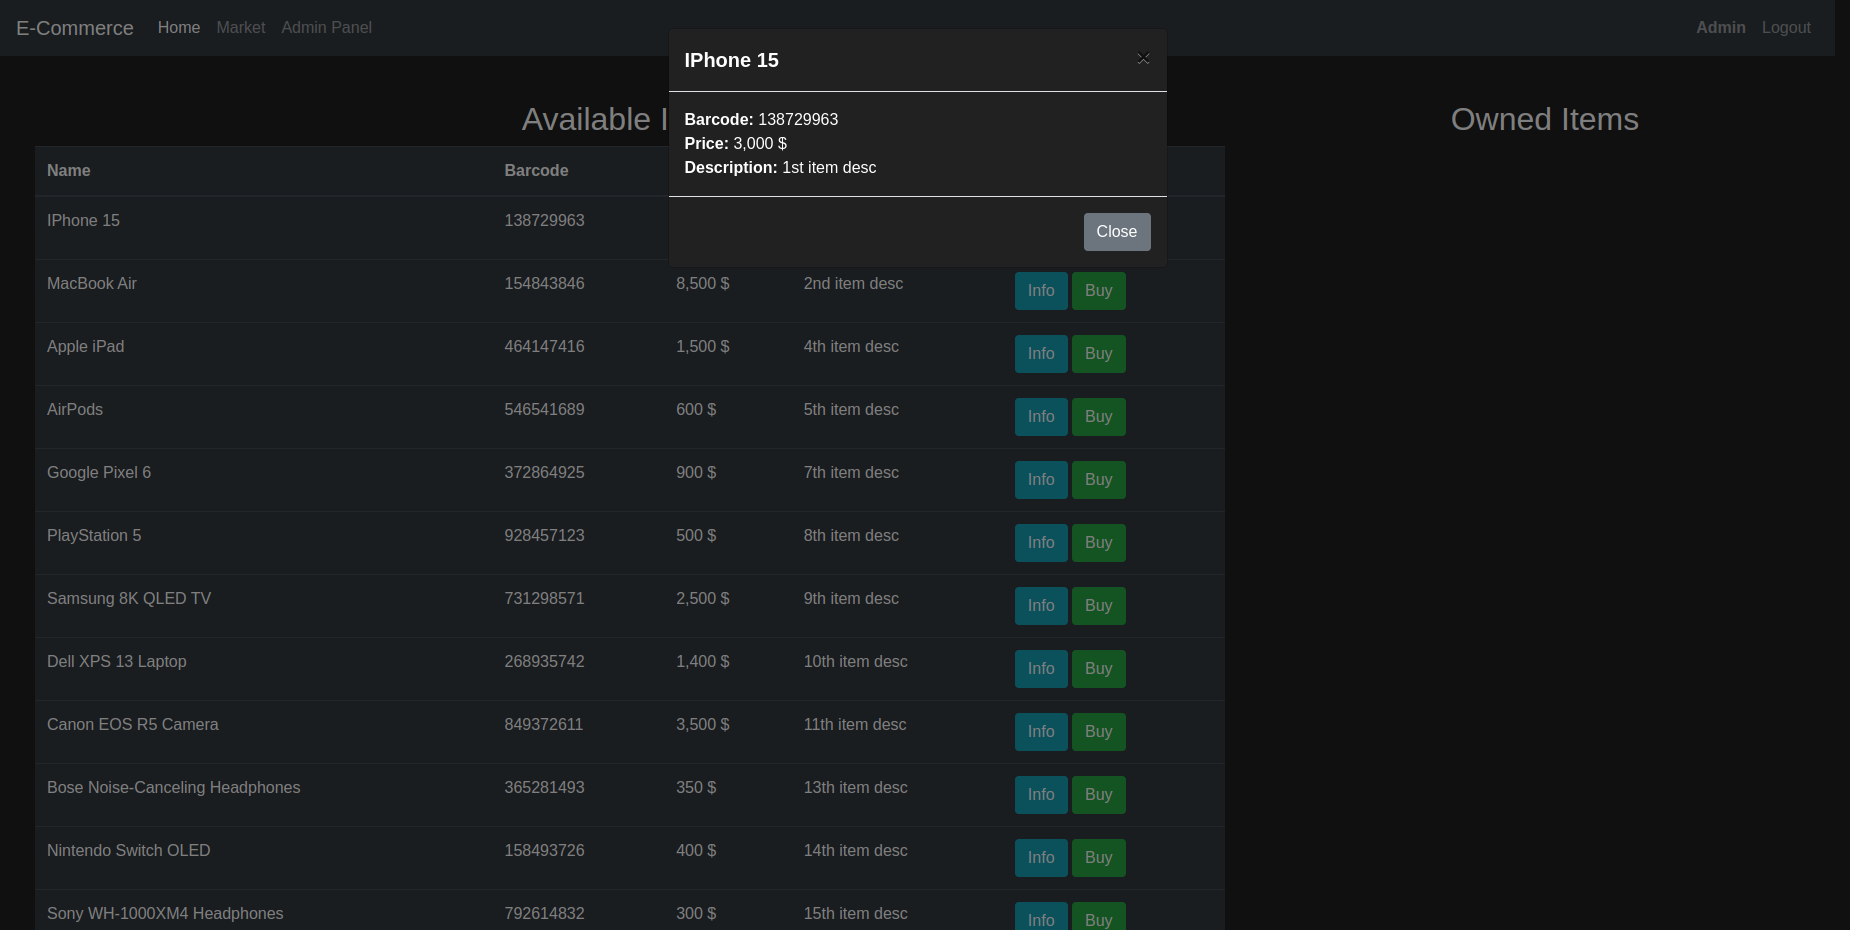 E-Commerce Home Market Admin Panel Admin Logout
IPhone 15 ×
Barcode: 138729963
Price: 3,000 $
Description: 1st item desc
Close
Available I
Owned Items
Name Barcode
IPhone 15 138729963
MacBook Air 154843846 8,500 $ 2nd item desc Info Buy
Apple iPad 464147416 1,500 $ 4th item desc Info Buy
AirPods 546541689 600 $ 5th item desc Info Buy
Google Pixel 6 372864925 900 $ 7th item desc Info Buy
PlayStation 5 928457123 500 $ 8th item desc Info Buy
Samsung 8K QLED TV 731298571 2,500 $ 9th item desc Info Buy
Dell XPS 13 Laptop 268935742 1,400 $ 10th item desc Info Buy
Canon EOS R5 Camera 849372611 3,500 $ 11th item desc Info Buy
Bose Noise-Canceling Headphones 365281493 350 $ 13th item desc Info Buy
Nintendo Switch OLED 158493726 400 $ 14th item desc Info Buy
Sony WH-1000XM4 Headphones 792614832 300 $ 15th item desc Info Buy